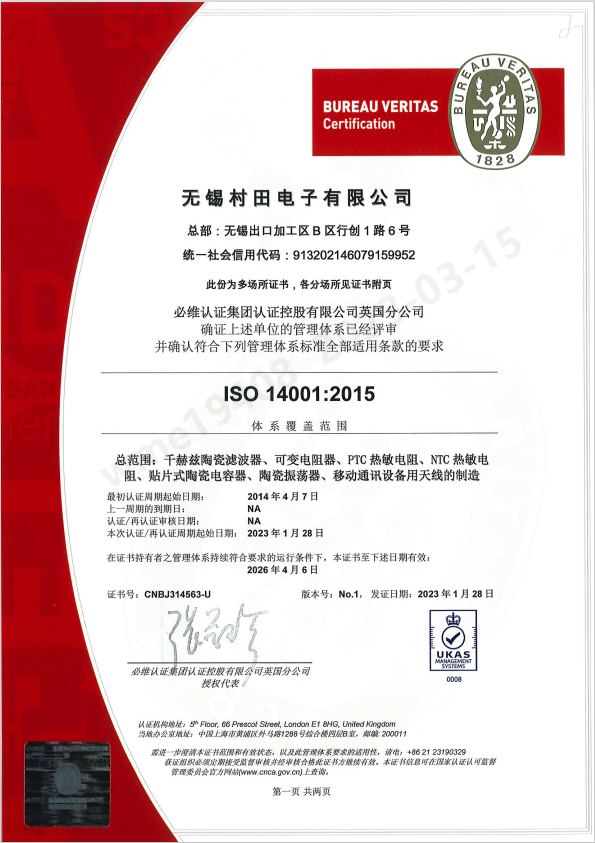 BUREAU VERITAS
Certification
BUREAU VERITAS
1828
无锡村田电子有限公司
总部：无锡出口加工区 B 区行创 1 路 6 号
统一社会信用代码：913202146079159952
此份为多场所证书，各分场所见证书附页
必维认证集团认证控股有限公司英国分公司
确证上述单位的管理体系已经评审
并确认符合下列管理体系标准全部适用条款的要求
ISO 14001:2015
体系覆盖范围
总范围：千赫兹陶瓷滤波器、可变电阻器、PTC 热敏电阻、NTC 热敏电
阻、贴片式陶瓷电容器、陶瓷振荡器、移动通讯设备用天线的制造
最初认证周期起始日期： 2014 年 4 月 7 日
上一周期的到期日： NA
认证/再认证审核日期： NA
本次认证/再认证周期起始日期： 2023 年 1 月 28 日
在证书持有者之管理体系持续符合要求的运行条件下，本证书至下述日期有效：
2026 年 4 月 6 日
证书号：CNBJ314563-U 版本号：No.1， 发证日期：2023 年 1 月 28 日
UKAS
MANAGEMENT
SYSTEMS
0008
必维认证集团认证控股有限公司英国分公司
授权代表
认证机构地址：5th Floor, 66 Prescot Street, London E1 8HG, United Kingdom
当地办公室地址：中国上海市黄浦区外马路1288号综合楼四层B室，邮编 200011
需进一步澄清本证书范围和有效状态，以及此管理体系要求的适用性，请电：+86 21 23190329
获证组织必须定期接受监督审核并经审核合格此证书方继续有效。本证书信息可在国家认证认可监督
管理委员会官方网站(www.cnca.gov.cn)上查询。
第一页 共两页